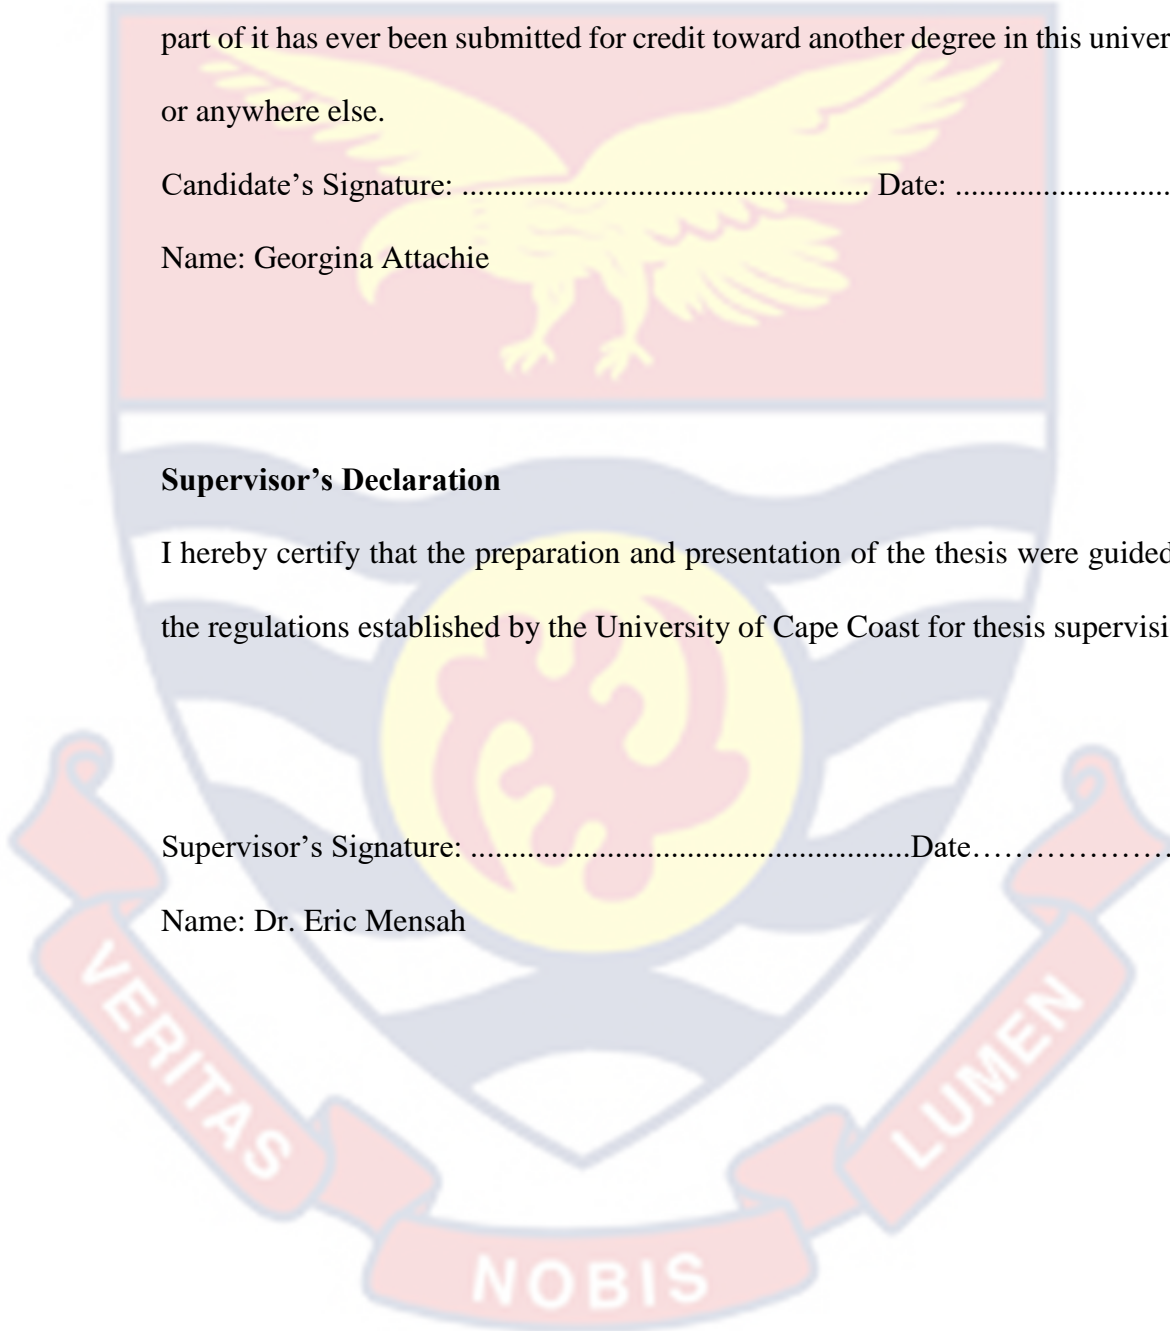 part of it has ever been submitted for credit toward another degree in this univer
or anywhere else.
Candidate’s Signature: .................................................. Date: ..........................
Name: Georgina Attachie
Supervisor’s Declaration
I hereby certify that the preparation and presentation of the thesis were guided
the regulations established by the University of Cape Coast for thesis supervisi
Supervisor’s Signature: ......................................................Date…………………
Name: Dr. Eric Mensah
VERITAS
NOBIS
LUMEN